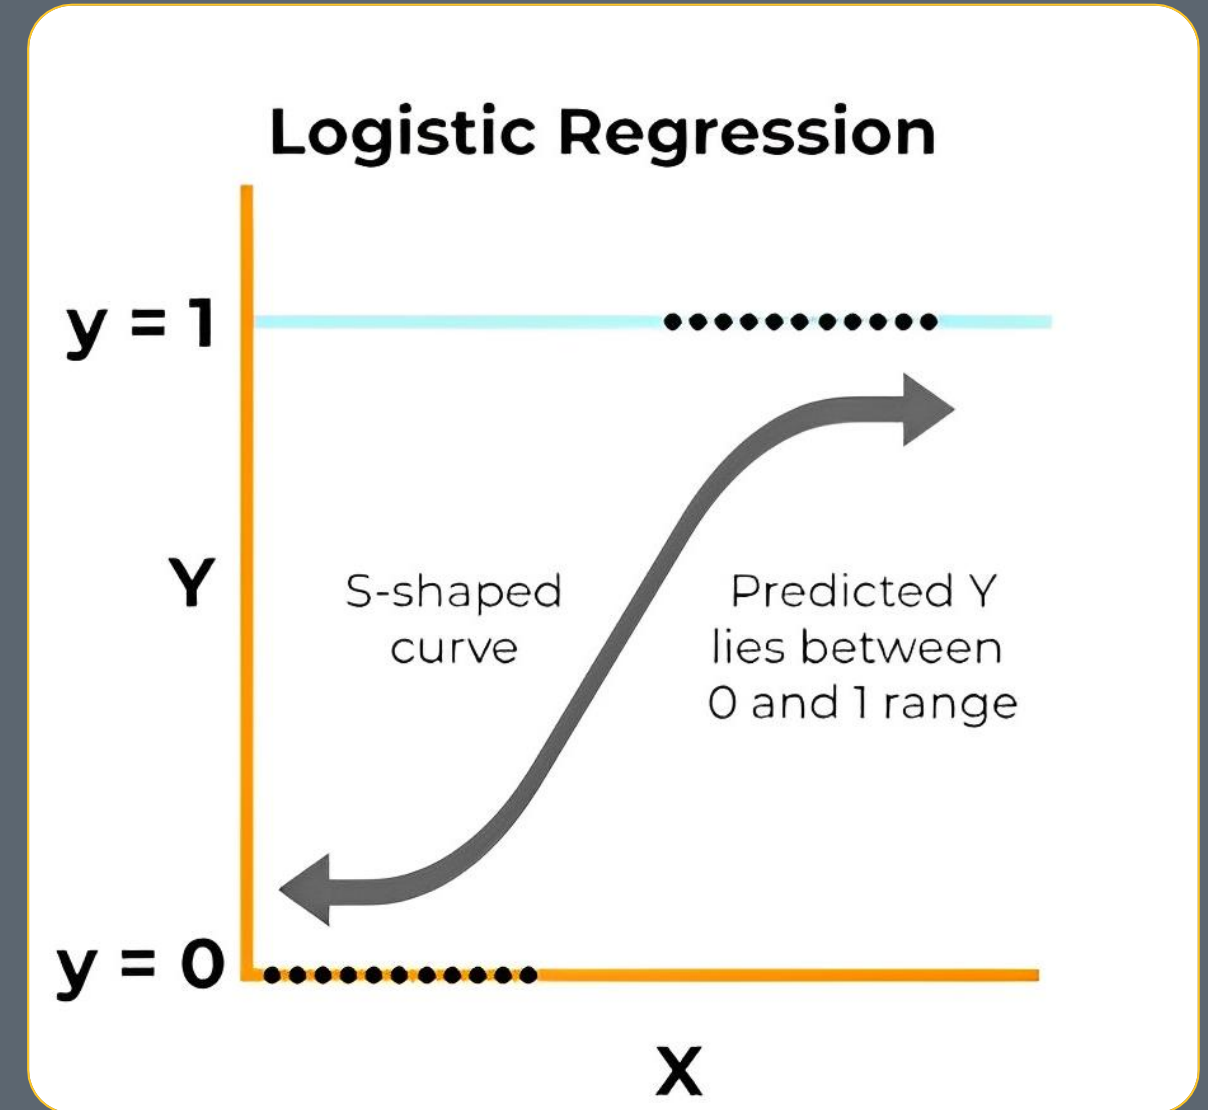 Logistic Regression
y = 1
Y
S-shaped
curve
Predicted Y
lies between
0 and 1 range
y = 0
X